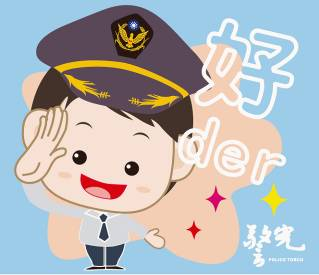 好
der
警光
POLICE TORCH